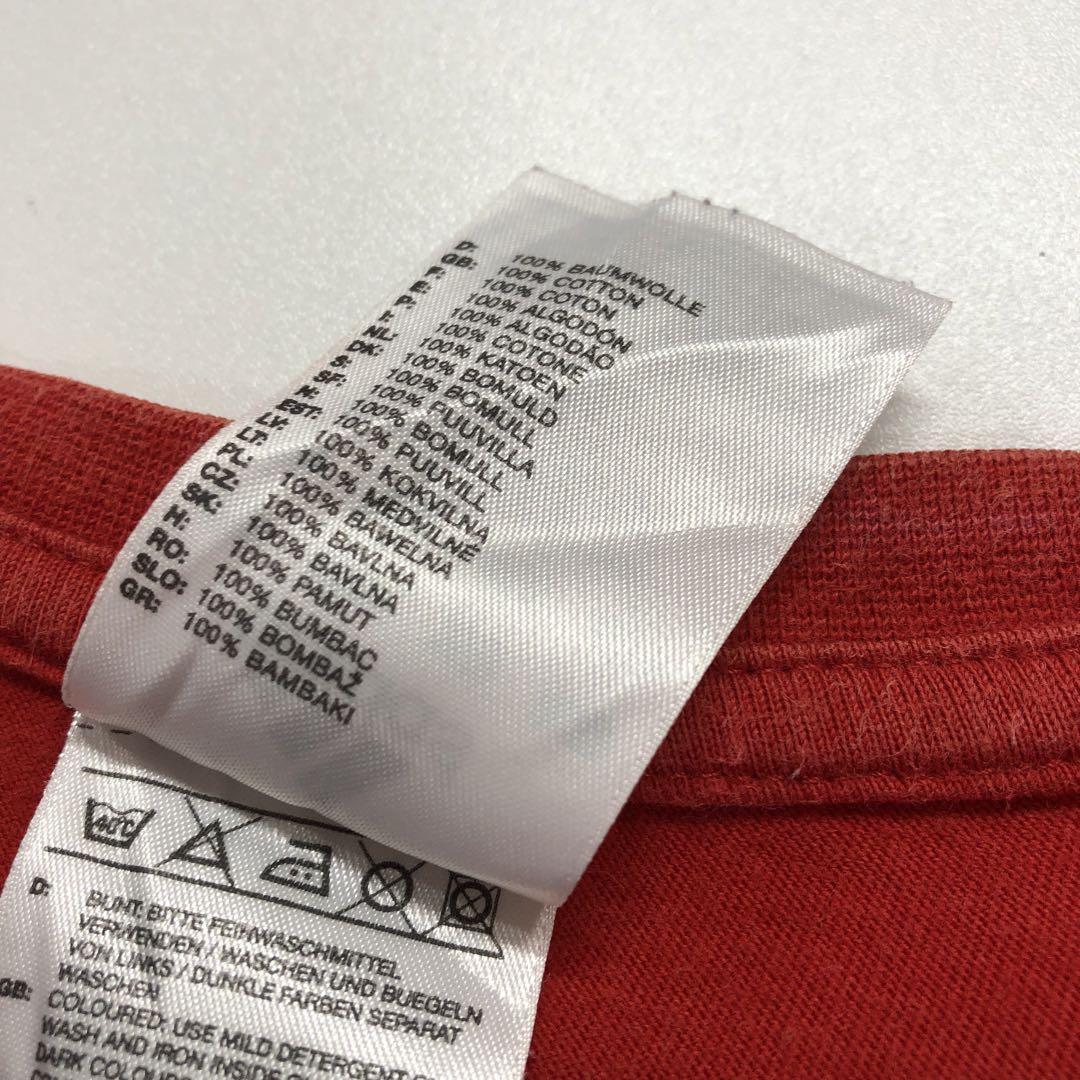 D: 100% BAUMWOLLE
GB: 100% COTTON
F: 100% COTON
E: 100% ALGODÓN
P: 100% ALGODÃO
I: 100% COTONE
NL: 100% KATOEN
DK: 100% BOMULD
S: 100% BOMULL
SF: 100% PUUVILLA
N: 100% BOMULL
EST: 100% PUUVILL
LV: 100% KOKVILNA
LT: 100% MEDVILNĖ
PL: 100% BAWELNA
CZ: 100% BAVLNA
SK: 100% BAVLNA
H: 100% PAMUT
RO: 100% BUMBAC
SLO: 100% BOMBAŽ
GR: 100% BAMBAKI
40°C
D: BUNT: BITTE FEINWASCHMITTEL
VERWENDEN / WASCHEN UND BUEGELN
VON LINKS / DUNKLE FARBEN SEPARAT
WASCHEN
GB: COLOURED: USE MILD DETERGENT
WASH AND IRON INSIDE
DARK